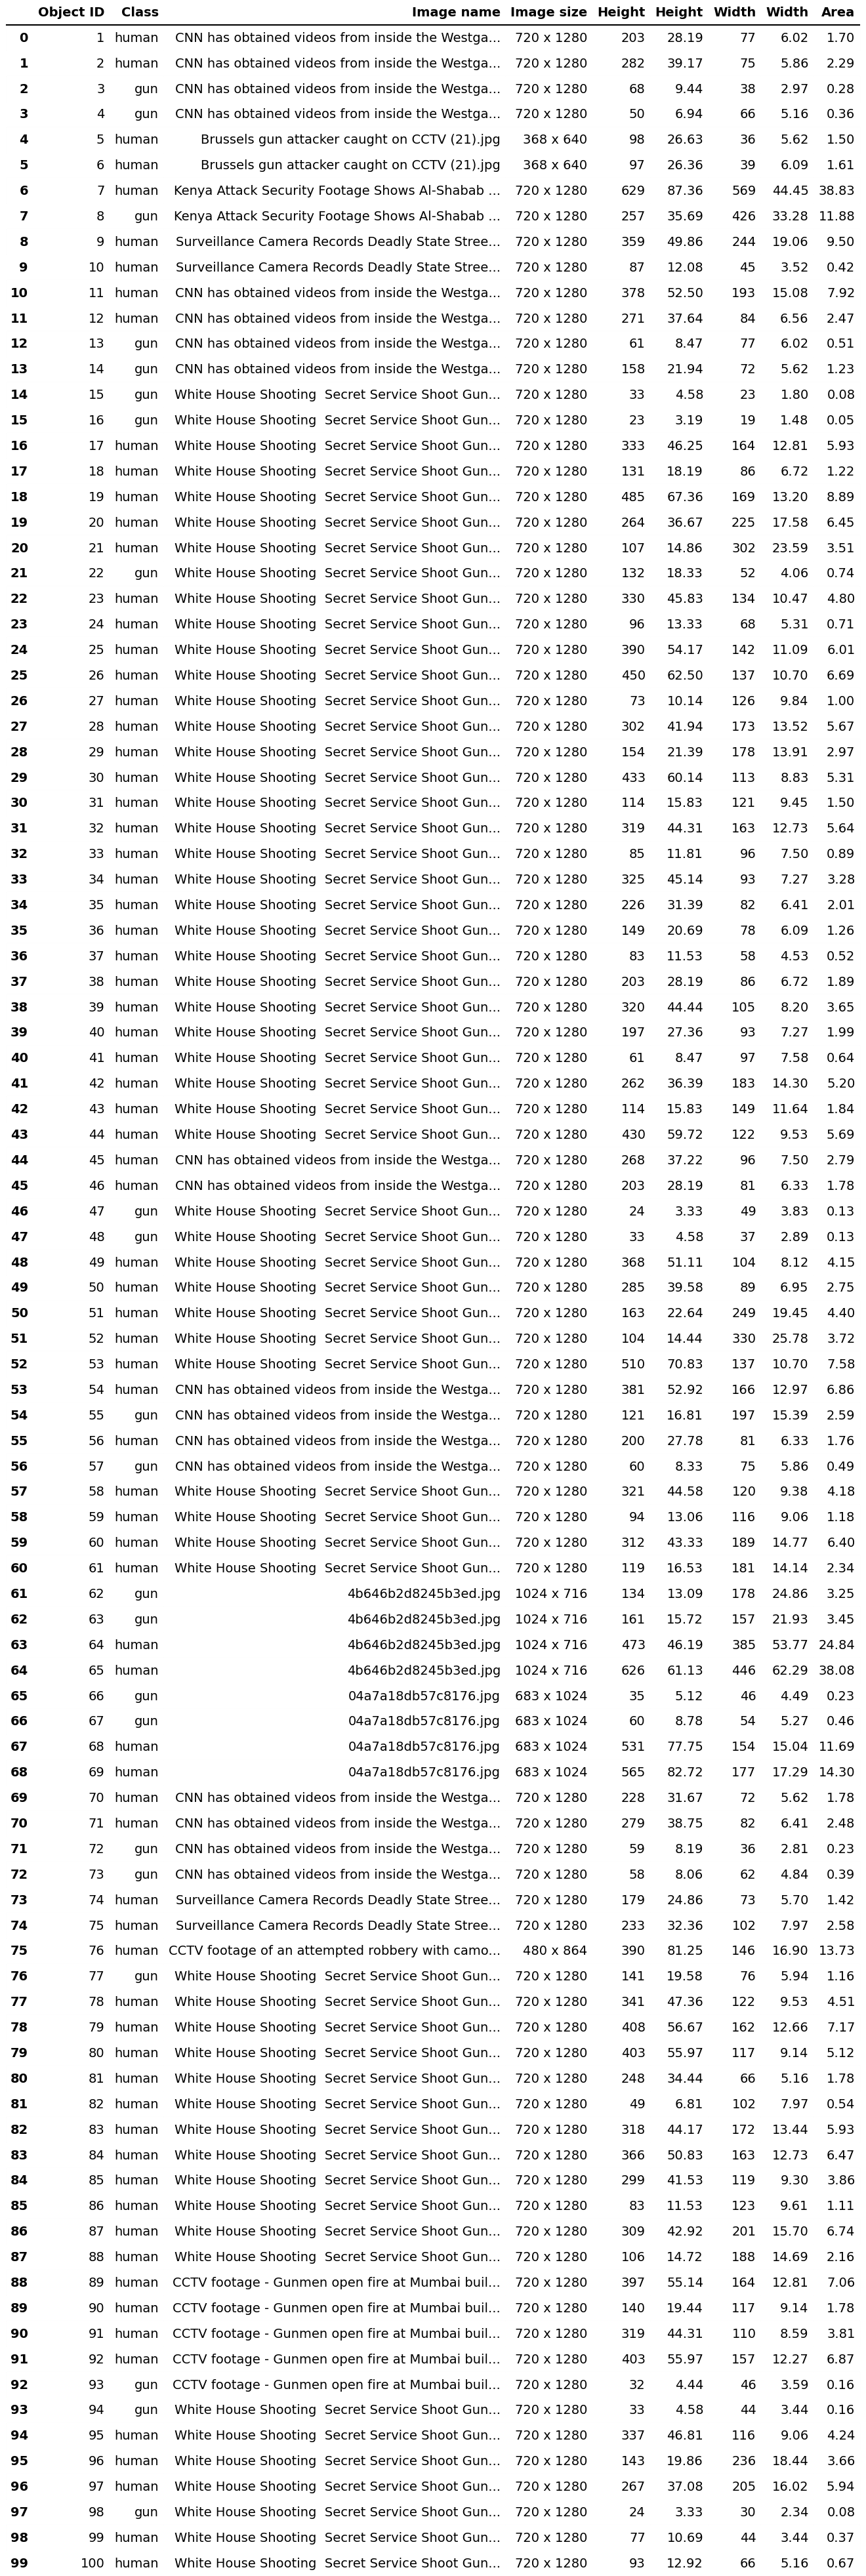 Object ID Class Image name Image size Height Height Width Width Area
0 1 human CNN has obtained videos from inside the Westga... 720 x 1280 203 28.19 77 6.02 1.70
1 2 human CNN has obtained videos from inside the Westga... 720 x 1280 282 39.17 75 5.86 2.29
2 3 gun CNN has obtained videos from inside the Westga... 720 x 1280 68 9.44 38 2.97 0.28
3 4 gun CNN has obtained videos from inside the Westga... 720 x 1280 50 6.94 66 5.16 0.36
4 5 human Brussels gun attacker caught on CCTV (21).jpg 368 x 640 98 26.63 36 5.62 1.50
5 6 human Brussels gun attacker caught on CCTV (21).jpg 368 x 640 97 26.36 39 6.09 1.61
6 7 human Kenya Attack Security Footage Shows Al-Shabab ... 720 x 1280 629 87.36 569 44.45 38.83
7 8 gun Kenya Attack Security Footage Shows Al-Shabab ... 720 x 1280 257 35.69 426 33.28 11.88
8 9 human Surveillance Camera Records Deadly State Stree... 720 x 1280 359 49.86 244 19.06 9.50
9 10 human Surveillance Camera Records Deadly State Stree... 720 x 1280 87 12.08 45 3.52 0.42
10 11 human CNN has obtained videos from inside the Westga... 720 x 1280 378 52.50 193 15.08 7.92
11 12 human CNN has obtained videos from inside the Westga... 720 x 1280 271 37.64 84 6.56 2.47
12 13 gun CNN has obtained videos from inside the Westga... 720 x 1280 61 8.47 77 6.02 0.51
13 14 gun CNN has obtained videos from inside the Westga... 720 x 1280 158 21.94 72 5.62 1.23
14 15 gun White House Shooting  Secret Service Shoot Gun... 720 x 1280 33 4.58 23 1.80 0.08
15 16 gun White House Shooting  Secret Service Shoot Gun... 720 x 1280 23 3.19 19 1.48 0.05
16 17 human White House Shooting  Secret Service Shoot Gun... 720 x 1280 333 46.25 164 12.81 5.93
17 18 human White House Shooting  Secret Service Shoot Gun... 720 x 1280 131 18.19 86 6.72 1.22
18 19 human White House Shooting  Secret Service Shoot Gun... 720 x 1280 485 67.36 169 13.20 8.89
19 20 human White House Shooting  Secret Service Shoot Gun... 720 x 1280 264 36.67 225 17.58 6.45
20 21 human White House Shooting  Secret Service Shoot Gun... 720 x 1280 107 14.86 302 23.59 3.51
21 22 gun White House Shooting  Secret Service Shoot Gun... 720 x 1280 132 18.33 52 4.06 0.74
22 23 human White House Shooting  Secret Service Shoot Gun... 720 x 1280 330 45.83 134 10.47 4.80
23 24 human White House Shooting  Secret Service Shoot Gun... 720 x 1280 96 13.33 68 5.31 0.71
24 25 human White House Shooting  Secret Service Shoot Gun... 720 x 1280 390 54.17 142 11.09 6.01
25 26 human White House Shooting  Secret Service Shoot Gun... 720 x 1280 450 62.50 137 10.70 6.69
26 27 human White House Shooting  Secret Service Shoot Gun... 720 x 1280 73 10.14 126 9.84 1.00
27 28 human White House Shooting  Secret Service Shoot Gun... 720 x 1280 302 41.94 173 13.52 5.67
28 29 human White House Shooting  Secret Service Shoot Gun... 720 x 1280 154 21.39 178 13.91 2.97
29 30 human White House Shooting  Secret Service Shoot Gun... 720 x 1280 433 60.14 113 8.83 5.31
30 31 human White House Shooting  Secret Service Shoot Gun... 720 x 1280 114 15.83 121 9.45 1.50
31 32 human White House Shooting  Secret Service Shoot Gun... 720 x 1280 319 44.31 163 12.73 5.64
32 33 human White House Shooting  Secret Service Shoot Gun... 720 x 1280 85 11.81 96 7.50 0.89
33 34 human White House Shooting  Secret Service Shoot Gun... 720 x 1280 325 45.14 93 7.27 3.28
34 35 human White House Shooting  Secret Service Shoot Gun... 720 x 1280 226 31.39 82 6.41 2.01
35 36 human White House Shooting  Secret Service Shoot Gun... 720 x 1280 149 20.69 78 6.09 1.26
36 37 human White House Shooting  Secret Service Shoot Gun... 720 x 1280 83 11.53 58 4.53 0.52
37 38 human White House Shooting  Secret Service Shoot Gun... 720 x 1280 203 28.19 86 6.72 1.89
38 39 human White House Shooting  Secret Service Shoot Gun... 720 x 1280 320 44.44 105 8.20 3.65
39 40 human White House Shooting  Secret Service Shoot Gun... 720 x 1280 197 27.36 93 7.27 1.99
40 41 human White House Shooting  Secret Service Shoot Gun... 720 x 1280 61 8.47 97 7.58 0.64
41 42 human White House Shooting  Secret Service Shoot Gun... 720 x 1280 262 36.39 183 14.30 5.20
42 43 human White House Shooting  Secret Service Shoot Gun... 720 x 1280 114 15.83 149 11.64 1.84
43 44 human White House Shooting  Secret Service Shoot Gun... 720 x 1280 430 59.72 122 9.53 5.69
44 45 human CNN has obtained videos from inside the Westga... 720 x 1280 268 37.22 96 7.50 2.79
45 46 human CNN has obtained videos from inside the Westga... 720 x 1280 203 28.19 81 6.33 1.78
46 47 gun White House Shooting  Secret Service Shoot Gun... 720 x 1280 24 3.33 49 3.83 0.13
47 48 gun White House Shooting  Secret Service Shoot Gun... 720 x 1280 33 4.58 37 2.89 0.13
48 49 human White House Shooting  Secret Service Shoot Gun... 720 x 1280 368 51.11 104 8.12 4.15
49 50 human White House Shooting  Secret Service Shoot Gun... 720 x 1280 285 39.58 89 6.95 2.75
50 51 human White House Shooting  Secret Service Shoot Gun... 720 x 1280 163 22.64 249 19.45 4.40
51 52 human White House Shooting  Secret Service Shoot Gun... 720 x 1280 104 14.44 330 25.78 3.72
52 53 human White House Shooting  Secret Service Shoot Gun... 720 x 1280 510 70.83 137 10.70 7.58
53 54 human CNN has obtained videos from inside the Westga... 720 x 1280 381 52.92 166 12.97 6.86
54 55 gun CNN has obtained videos from inside the Westga... 720 x 1280 121 16.81 197 15.39 2.59
55 56 human CNN has obtained videos from inside the Westga... 720 x 1280 200 27.78 81 6.33 1.76
56 57 gun CNN has obtained videos from inside the Westga... 720 x 1280 60 8.33 75 5.86 0.49
57 58 human White House Shooting  Secret Service Shoot Gun... 720 x 1280 321 44.58 120 9.38 4.18
58 59 human White House Shooting  Secret Service Shoot Gun... 720 x 1280 94 13.06 116 9.06 1.18
59 60 human White House Shooting  Secret Service Shoot Gun... 720 x 1280 312 43.33 189 14.77 6.40
60 61 human White House Shooting  Secret Service Shoot Gun... 720 x 1280 119 16.53 181 14.14 2.34
61 62 gun 4b646b2d8245b3ed.jpg 1024 x 716 134 13.09 178 24.86 3.25
62 63 gun 4b646b2d8245b3ed.jpg 1024 x 716 161 15.72 157 21.93 3.45
63 64 human 4b646b2d8245b3ed.jpg 1024 x 716 473 46.19 385 53.77 24.84
64 65 human 4b646b2d8245b3ed.jpg 1024 x 716 626 61.13 446 62.29 38.08
65 66 gun 04a7a18db57c8176.jpg 683 x 1024 35 5.12 46 4.49 0.23
66 67 gun 04a7a18db57c8176.jpg 683 x 1024 60 8.78 54 5.27 0.46
67 68 human 04a7a18db57c8176.jpg 683 x 1024 531 77.75 154 15.04 11.69
68 69 human 04a7a18db57c8176.jpg 683 x 1024 565 82.72 177 17.29 14.30
69 70 human CNN has obtained videos from inside the Westga... 720 x 1280 228 31.67 72 5.62 1.78
70 71 human CNN has obtained videos from inside the Westga... 720 x 1280 279 38.75 82 6.41 2.48
71 72 gun CNN has obtained videos from inside the Westga... 720 x 1280 59 8.19 36 2.81 0.23
72 73 gun CNN has obtained videos from inside the Westga... 720 x 1280 58 8.06 62 4.84 0.39
73 74 human Surveillance Camera Records Deadly State Stree... 720 x 1280 179 24.86 73 5.70 1.42
74 75 human Surveillance Camera Records Deadly State Stree... 720 x 1280 233 32.36 102 7.97 2.58
75 76 human CCTV footage of an attempted robbery with camo... 480 x 864 390 81.25 146 16.90 13.73
76 77 gun White House Shooting  Secret Service Shoot Gun... 720 x 1280 141 19.58 76 5.94 1.16
77 78 human White House Shooting  Secret Service Shoot Gun... 720 x 1280 341 47.36 122 9.53 4.51
78 79 human White House Shooting  Secret Service Shoot Gun... 720 x 1280 408 56.67 162 12.66 7.17
79 80 human White House Shooting  Secret Service Shoot Gun... 720 x 1280 403 55.97 117 9.14 5.12
80 81 human White House Shooting  Secret Service Shoot Gun... 720 x 1280 248 34.44 66 5.16 1.78
81 82 human White House Shooting  Secret Service Shoot Gun... 720 x 1280 49 6.81 102 7.97 0.54
82 83 human White House Shooting  Secret Service Shoot Gun... 720 x 1280 318 44.17 172 13.44 5.93
83 84 human White House Shooting  Secret Service Shoot Gun... 720 x 1280 366 50.83 163 12.73 6.47
84 85 human White House Shooting  Secret Service Shoot Gun... 720 x 1280 299 41.53 119 9.30 3.86
85 86 human White House Shooting  Secret Service Shoot Gun... 720 x 1280 83 11.53 123 9.61 1.11
86 87 human White House Shooting  Secret Service Shoot Gun... 720 x 1280 309 42.92 201 15.70 6.74
87 88 human White House Shooting  Secret Service Shoot Gun... 720 x 1280 106 14.72 188 14.69 2.16
88 89 human CCTV footage - Gunmen open fire at Mumbai buil... 720 x 1280 397 55.14 164 12.81 7.06
89 90 human CCTV footage - Gunmen open fire at Mumbai buil... 720 x 1280 140 19.44 117 9.14 1.78
90 91 human CCTV footage - Gunmen open fire at Mumbai buil... 720 x 1280 319 44.31 110 8.59 3.81
91 92 human CCTV footage - Gunmen open fire at Mumbai buil... 720 x 1280 403 55.97 157 12.27 6.87
92 93 gun CCTV footage - Gunmen open fire at Mumbai buil... 720 x 1280 32 4.44 46 3.59 0.16
93 94 gun White House Shooting  Secret Service Shoot Gun... 720 x 1280 33 4.58 44 3.44 0.16
94 95 human White House Shooting  Secret Service Shoot Gun... 720 x 1280 337 46.81 116 9.06 4.24
95 96 human White House Shooting  Secret Service Shoot Gun... 720 x 1280 143 19.86 236 18.44 3.66
96 97 human White House Shooting  Secret Service Shoot Gun... 720 x 1280 267 37.08 205 16.02 5.94
97 98 gun White House Shooting  Secret Service Shoot Gun... 720 x 1280 24 3.33 30 2.34 0.08
98 99 human White House Shooting  Secret Service Shoot Gun... 720 x 1280 77 10.69 44 3.44 0.37
99 100 human White House Shooting  Secret Service Shoot Gun... 720 x 1280 93 12.92 66 5.16 0.67